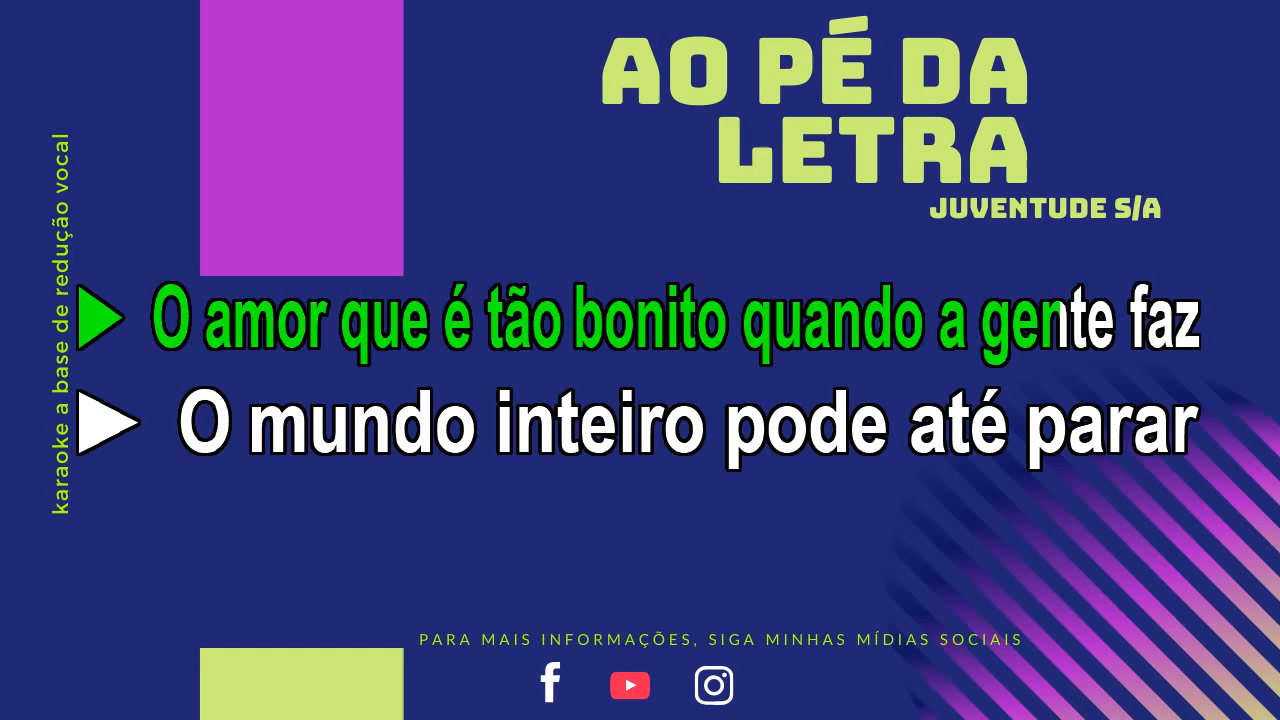 AO PÉ DA
LETRA
JUVENTUDE S/A
karaoke a base de redução vocal
O amor que é tão bonito quando a gente faz
O mundo inteiro pode até parar
PARA MAIS INFORMAÇÕES, SIGA MINHAS MÍDIAS SOCIAIS